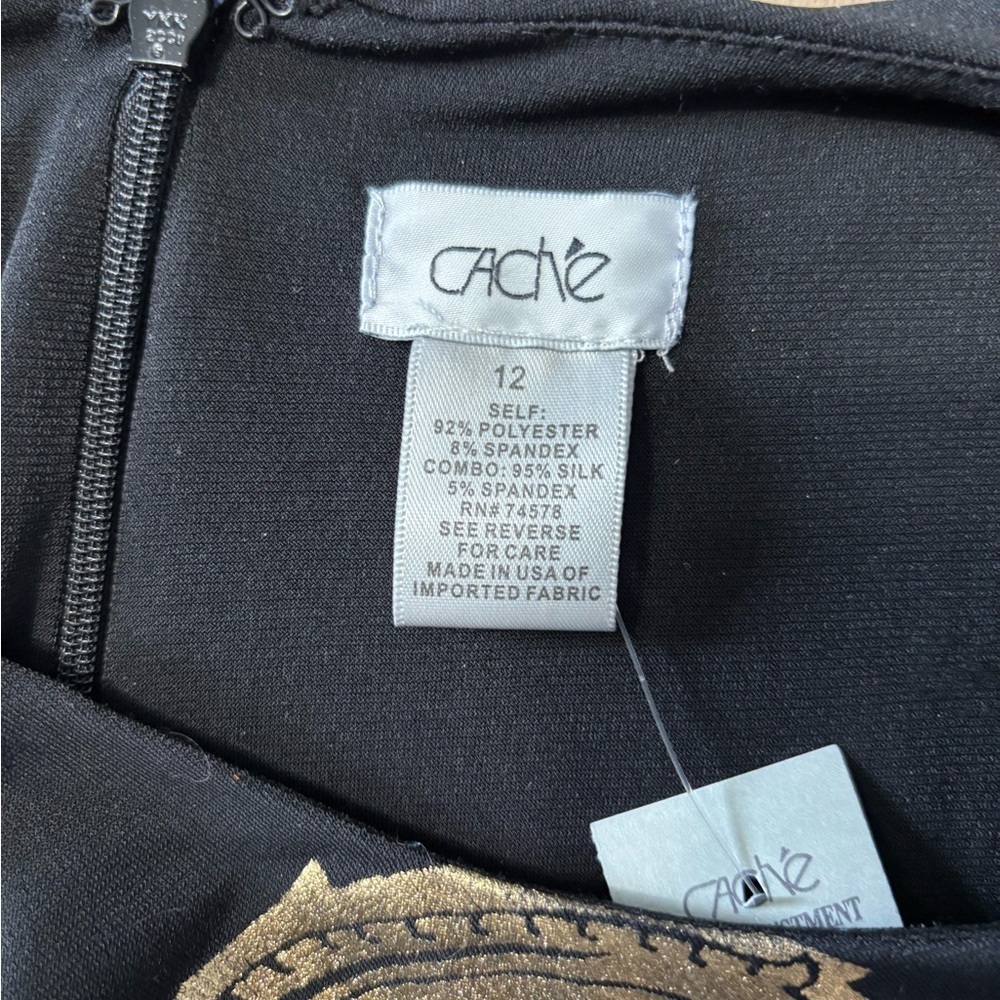 CACHé
12
SELF:
92% POLYESTER
8% SPANDEX
COMBO: 95% SILK
5% SPANDEX
RN# 74578
SEE REVERSE
FOR CARE
MADE IN USA OF
IMPORTED FABRIC
CACHé